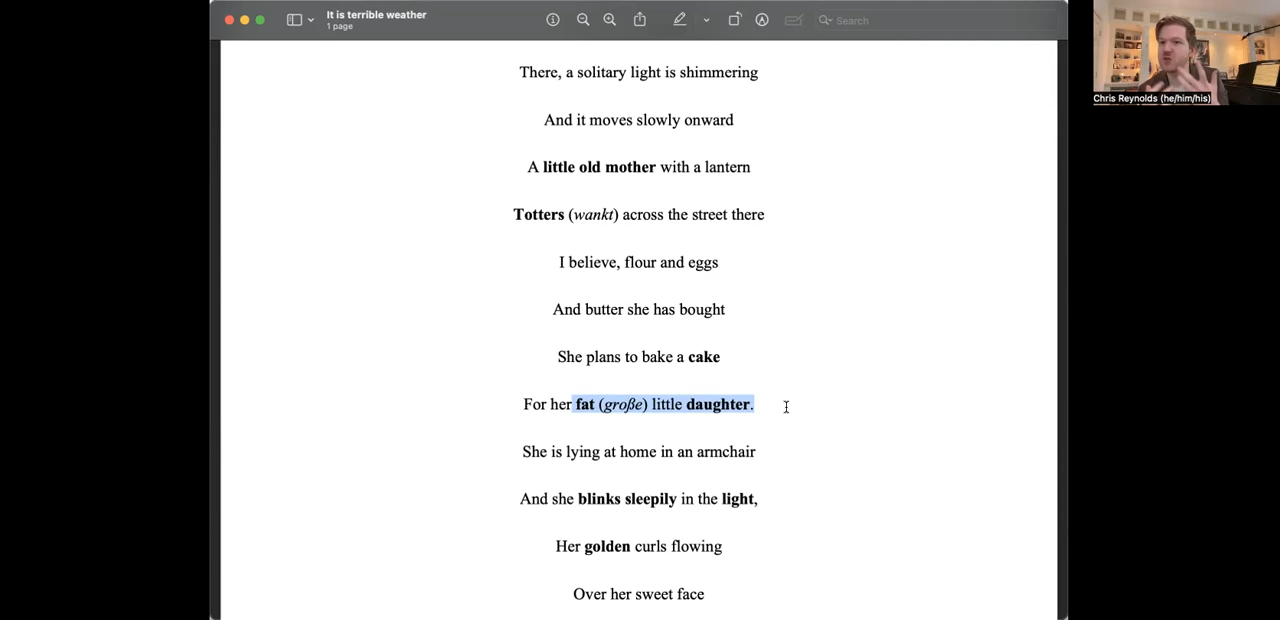 It is terrible weather
1 page
Search
Chris Reynolds (he/him/his)
There, a solitary light is shimmering
And it moves slowly onward
A little old mother with a lantern
Totters (wankt) across the street there
I believe, flour and eggs
And butter she has bought
She plans to bake a cake
For her fat (große) little daughter.
She is lying at home in an armchair
And she blinks sleepily in the light,
Her golden curls flowing
Over her sweet face